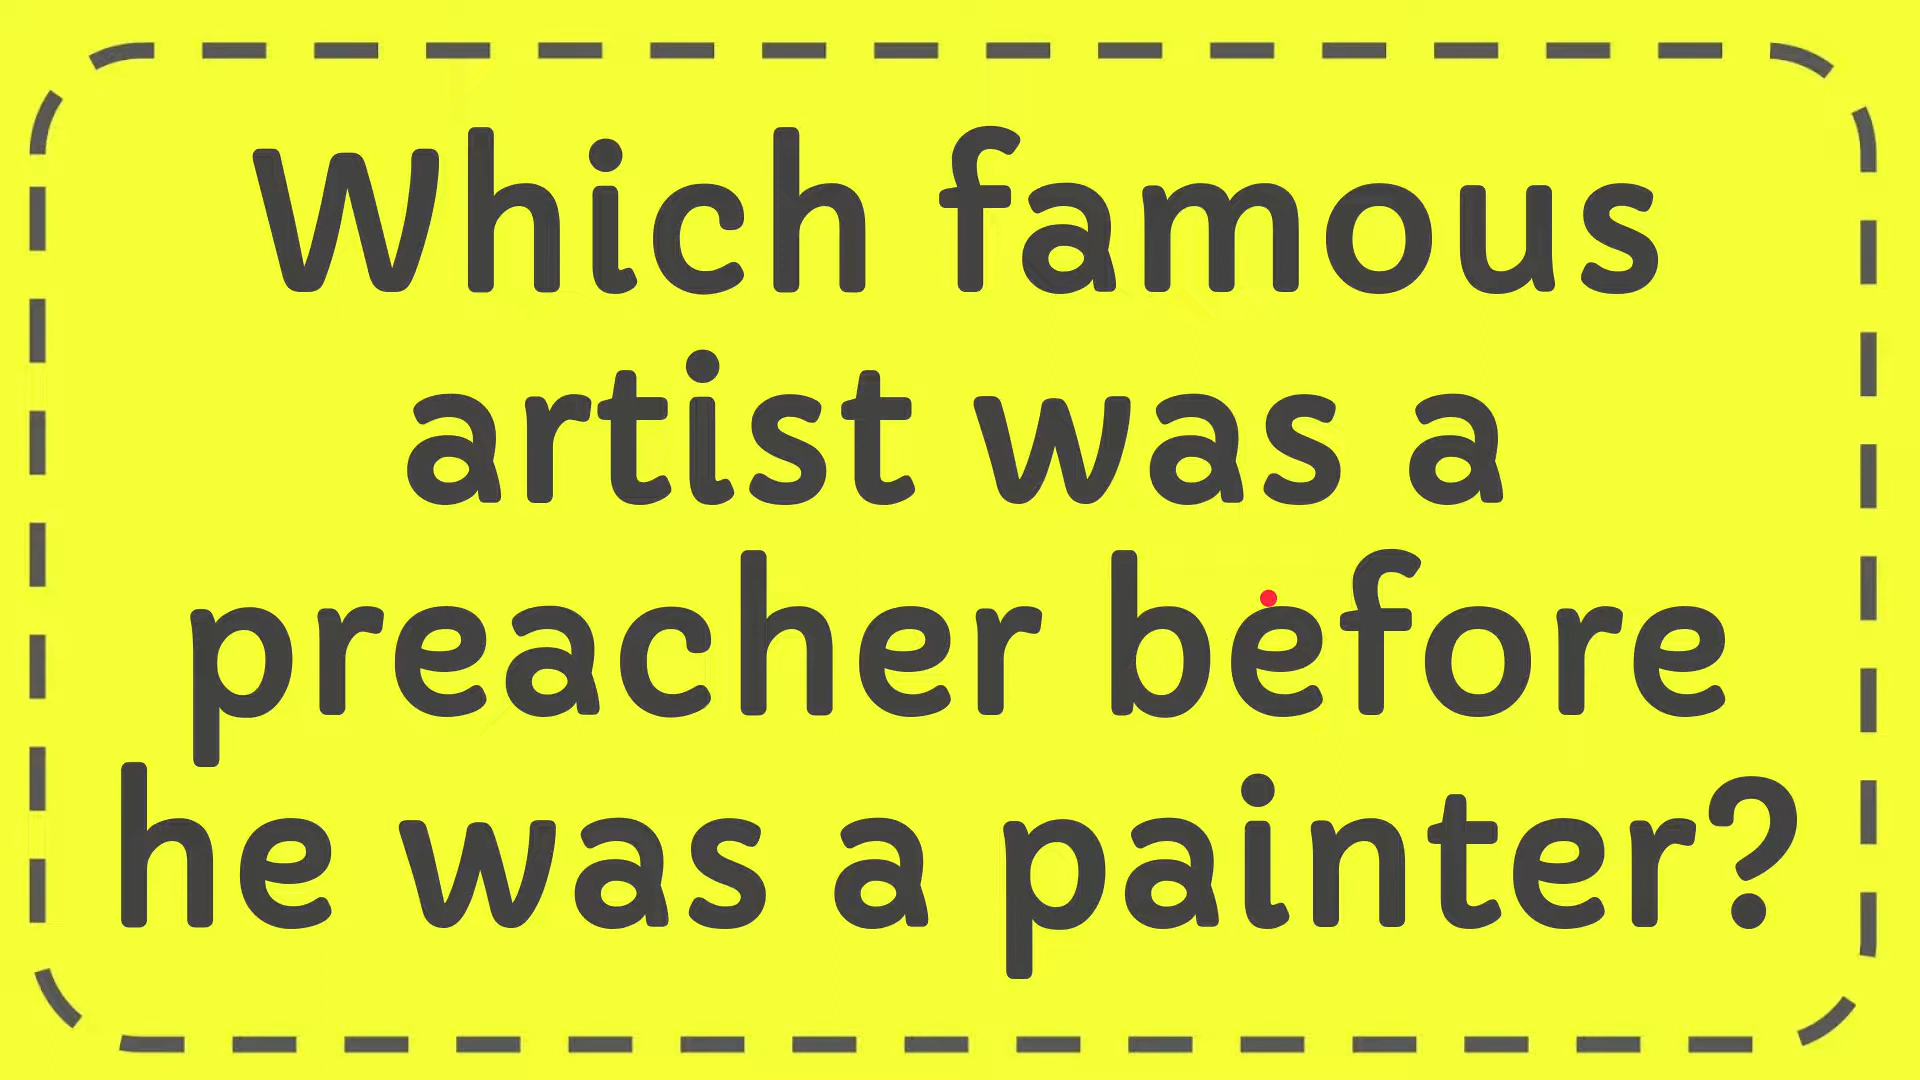 Which famous
artist was a
preacher before
he was a painter?